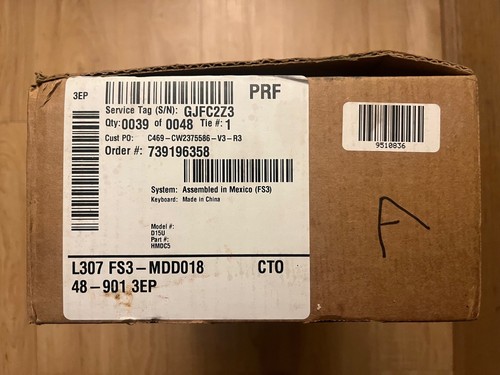 3EP
PRF
Service Tag (S/N): GJFC2Z3
Qty: 0039 of 0048 Tie #: 1
Cust PO: C469-CW2375586-V3-R3
Order #: 739196358
System: Assembled in Mexico (FS3)
Keyboard: Made in China
Model #:
D15U
Part #:
HMDC5
L307 FS3-MDD018 CTO
48-901 3EP
9510836
A